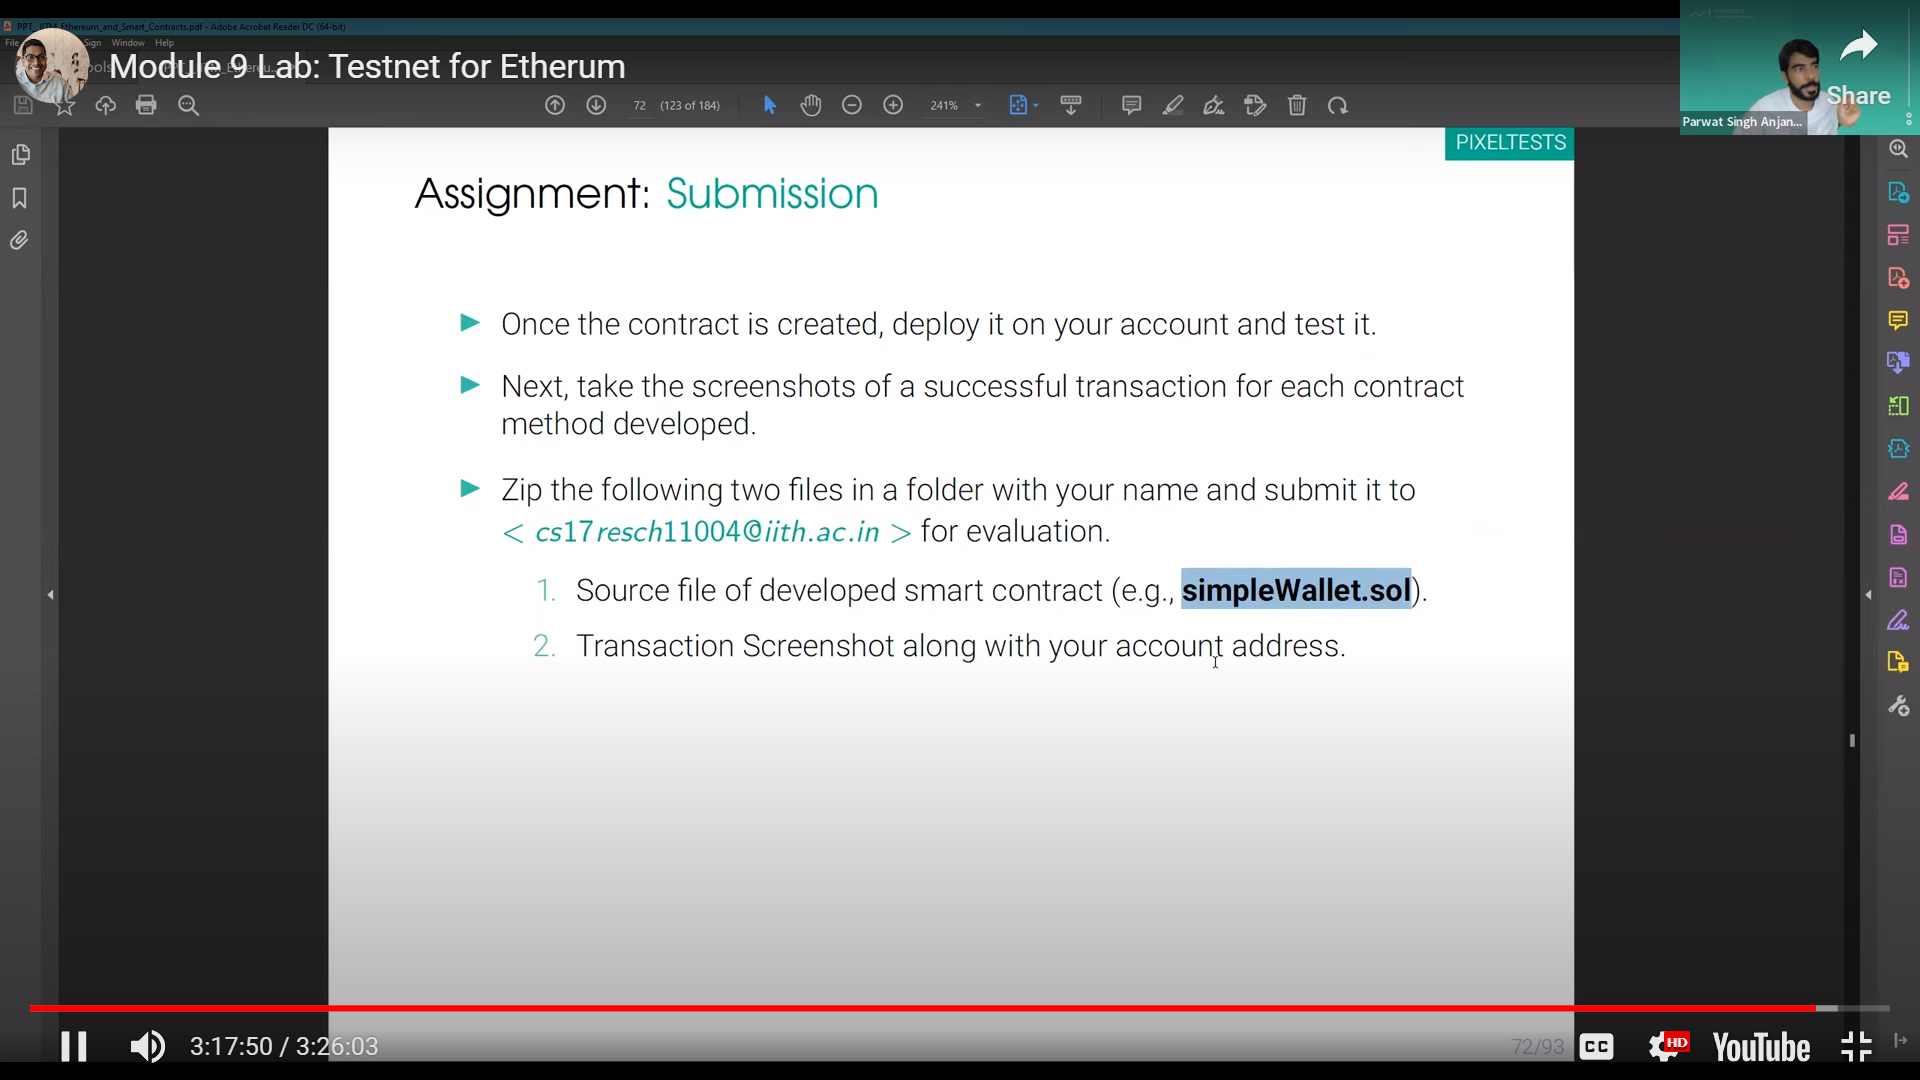 PPT_IITM_Ethereum_and_Smart_Contracts.pdf - Adobe Acrobat Reader DC (64-bit)
File Sign Window Help
Module 9 Lab: Testnet for Etherum
Share
Parwat Singh Anjan...
72 (123 of 184) 241%
PIXELTESTS
Assignment: Submission
Once the contract is created, deploy it on your account and test it.
Next, take the screenshots of a successful transaction for each contract
method developed.
Zip the following two files in a folder with your name and submit it to
< cs17resch11004@iith.ac.in > for evaluation.
1. Source file of developed smart contract (e.g., simpleWallet.sol).
2. Transaction Screenshot along with your account address.
3:17:50 / 3:26:03
72/93
CC
HD
YouTube